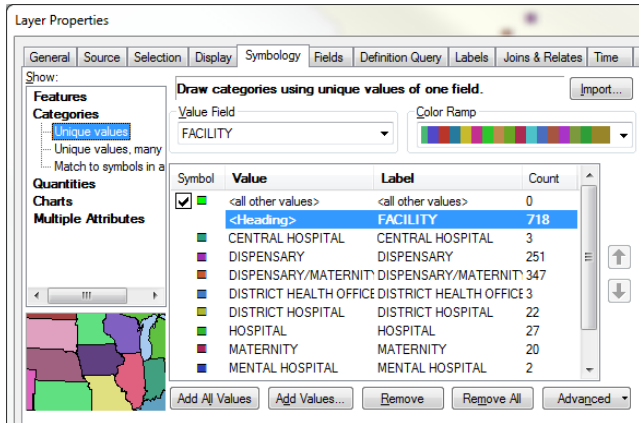 Layer Properties
General Source Selection Display Symbology Fields Definition Query Labels Joins & Relates Time
Show:
Features
Categories
Unique values
Unique values, many
Match to symbols in a
Quantities
Charts
Multiple Attributes
Draw categories using unique values of one field.
Import...
Value Field
FACILITY
Color Ramp
Symbol Value Label Count
<all other values> <all other values> 0
<Heading> FACILITY 718
CENTRAL HOSPITAL CENTRAL HOSPITAL 3
DISPENSARY DISPENSARY 251
DISPENSARY/MATERNIT DISPENSARY/MATERNITY 347
DISTRICT HEALTH OFFICE DISTRICT HEALTH OFFICE 3
DISTRICT HOSPITAL DISTRICT HOSPITAL 22
HOSPITAL HOSPITAL 27
MATERNITY MATERNITY 20
MENTAL HOSPITAL MENTAL HOSPITAL 2
Add All Values Add Values... Remove Remove All Advanced